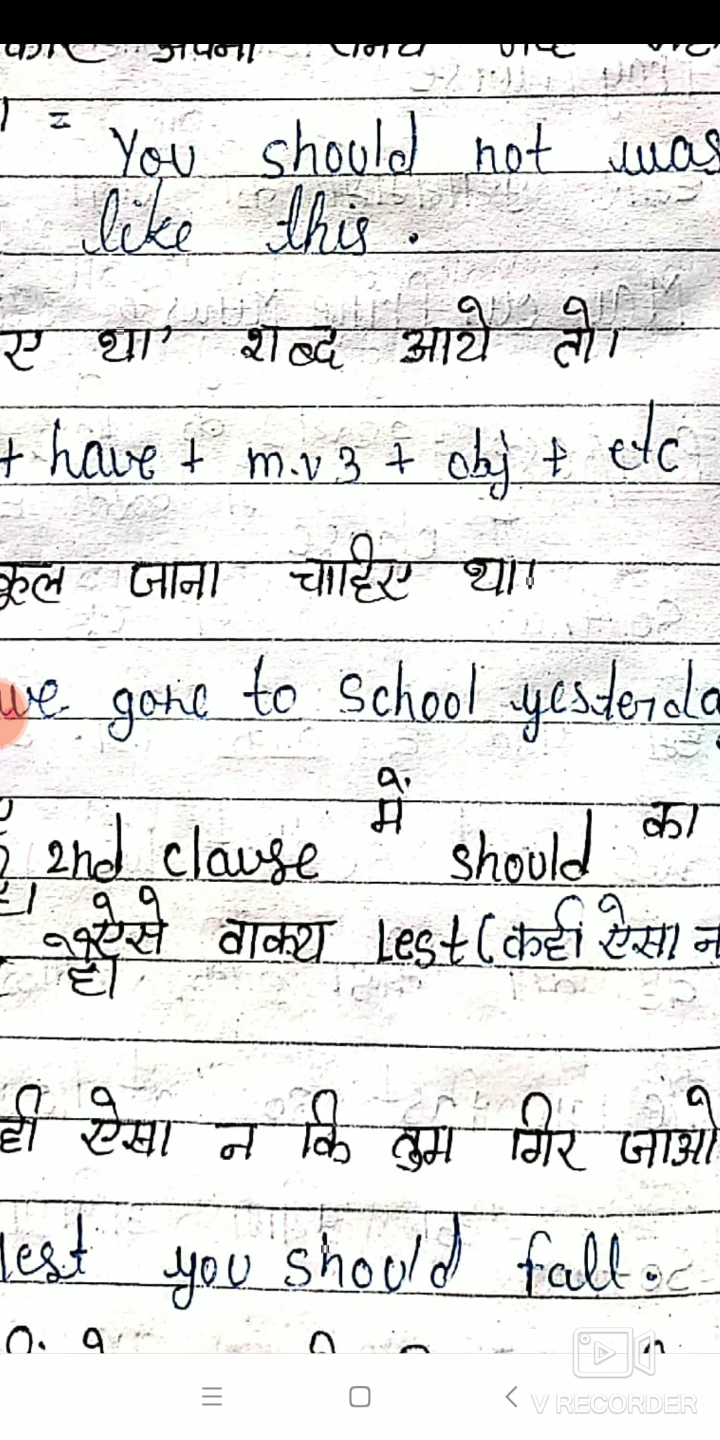 = You should not was
like this.
ए था' शब्द आये तो।
+ have + m.v3 + obj + etc
कूल जाना चाहिए था।
we gone to School yesterda
2nd clause में should का
है। ऐसे वाक्य Lest (कही ऐसा न
है।
ही ऐसा न कि तुम गिर जाओ
lest you should fall.
V RECORDER